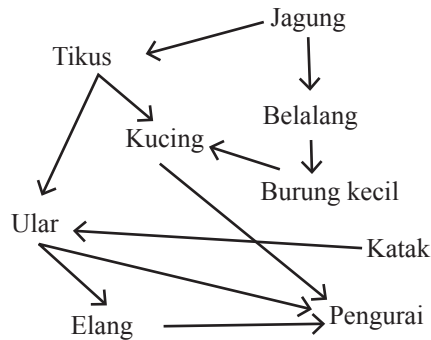 Jagung
Tikus
Belalang
Kucing
Burung kecil
Ular
Katak
Pengurai
Elang